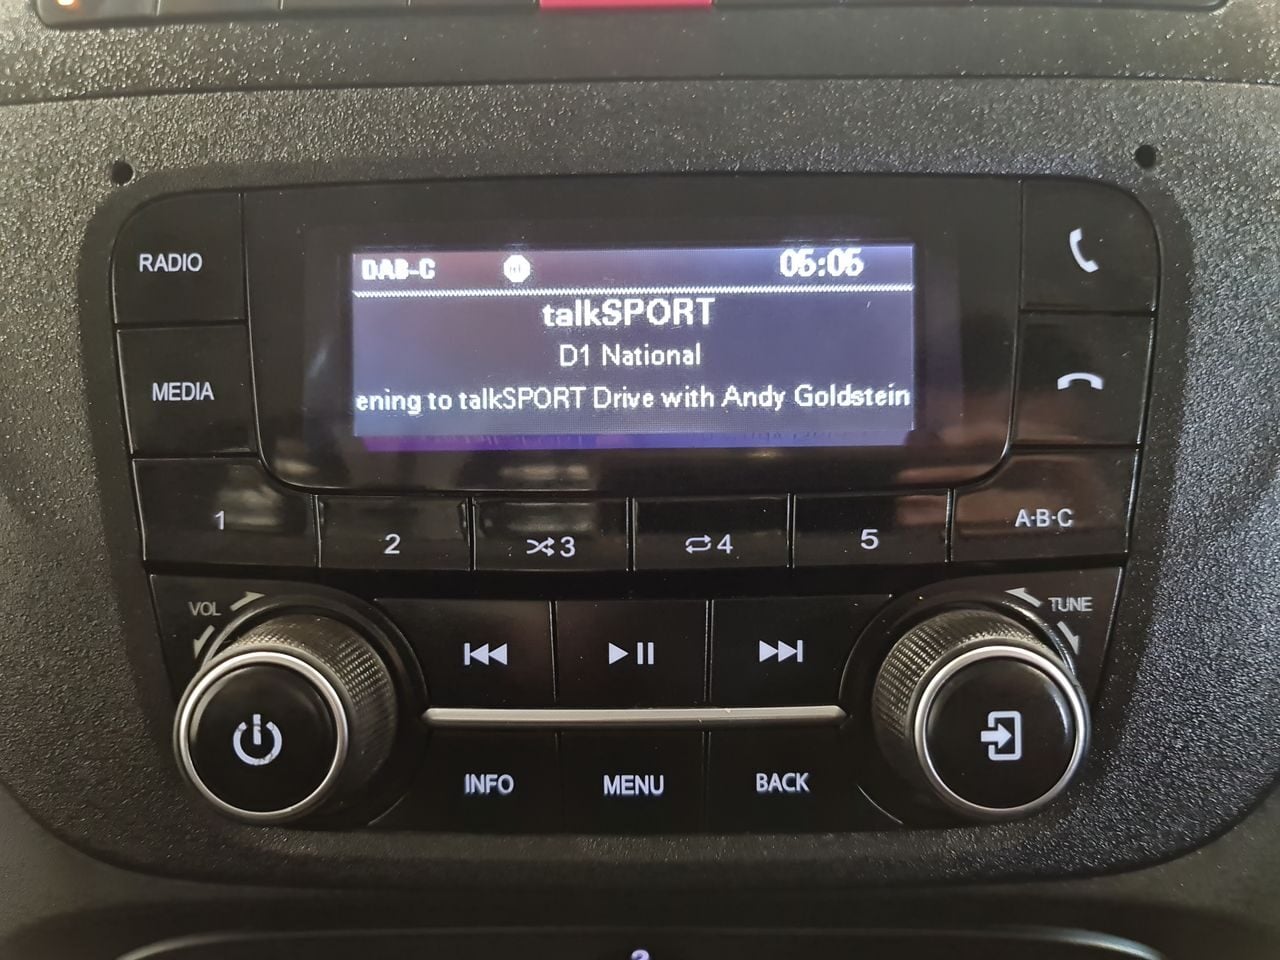 RADIO
MEDIA
DAB-C
05:05
talkSPORT
D1 National
ening to talkSPORT Drive with Andy Goldstein
1
2
3
4
5
A·B·C
VOL
TUNE
INFO
MENU
BACK